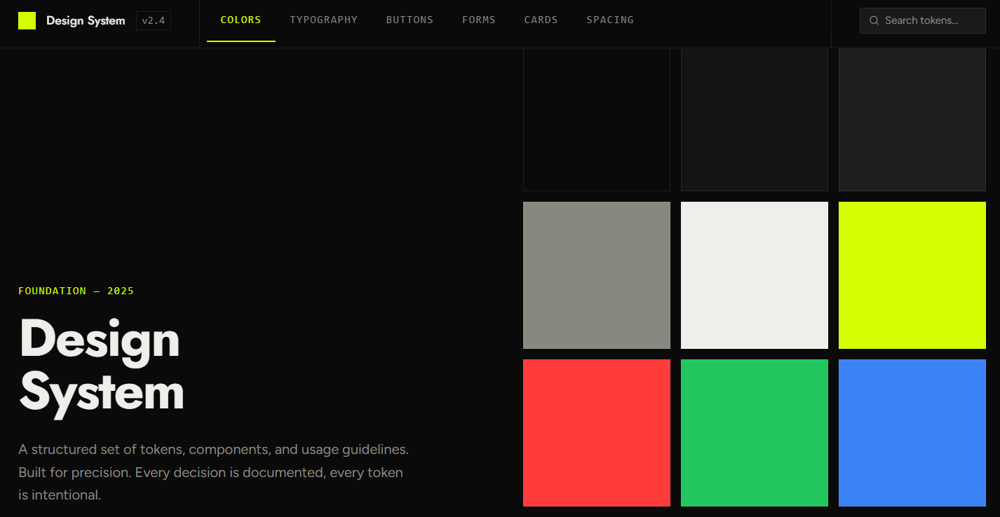 Design System
v2.4
COLORS
TYPOGRAPHY
BUTTONS
FORMS
CARDS
SPACING
Search tokens...
FOUNDATION — 2025
Design
System
A structured set of tokens, components, and usage guidelines.
Built for precision. Every decision is documented, every token
is intentional.